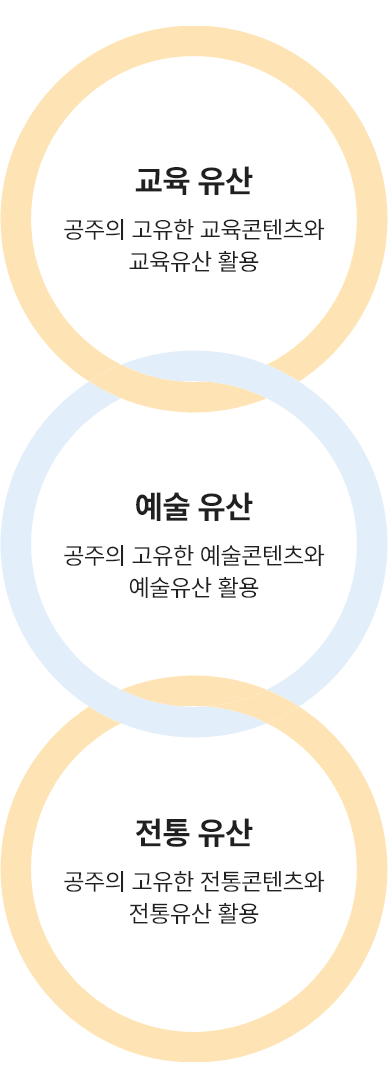 교육 유산
공주의 고유한 교육콘텐츠와
교육유산 활용
예술 유산
공주의 고유한 예술콘텐츠와
예술유산 활용
전통 유산
공주의 고유한 전통콘텐츠와
전통유산 활용